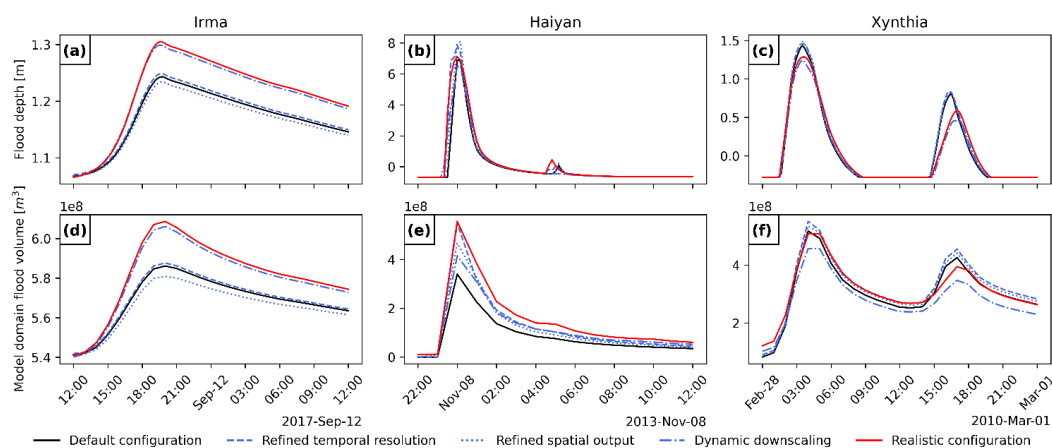 Irma
Haiyan
Xynthia
Flood depth [m]
(a)
1.3
1.2
1.1
(b)
8
6
4
2
0
(c)
1.5
1.0
0.5
0.0
Model domain flood volume [m³]
1e8
(d)
6.0
5.8
5.6
5.4
1e8
(e)
4
2
0
1e8
(f)
4
2
12:00 15:00 18:00 21:00 Sep-12 03:00 06:00 09:00 12:00
22:00 Nov-08 02:00 04:00 06:00 08:00 10:00 12:00
Feb-28 03:00 06:00 09:00 12:00 15:00 18:00 21:00 Mar-01
2017-Sep-12
2013-Nov-08
2010-Mar-01
Default configuration Refined temporal resolution Refined spatial output Dynamic downscaling Realistic configuration